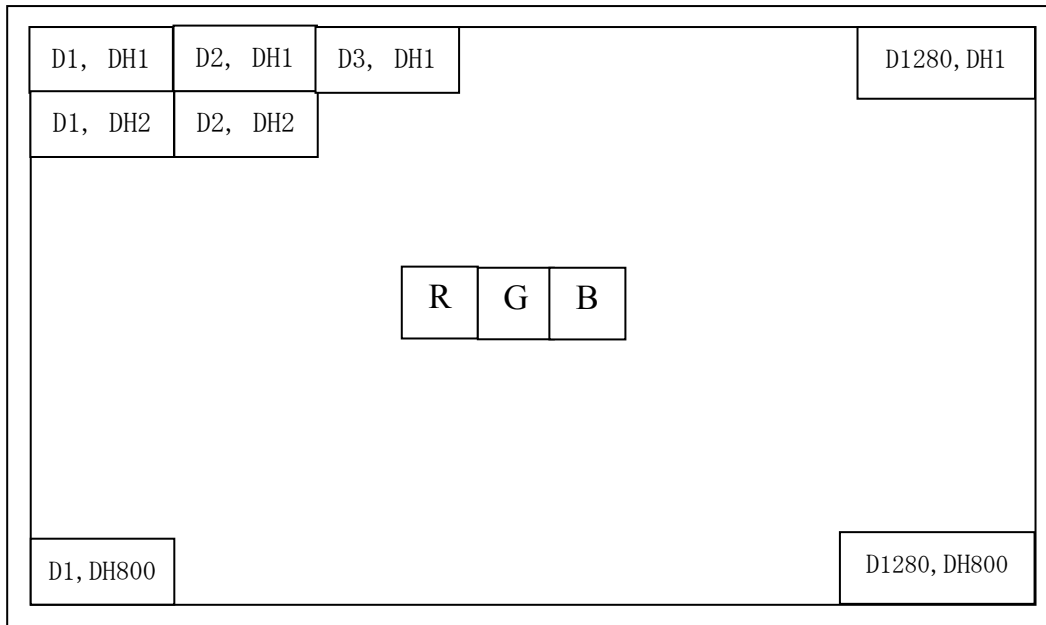 D1, DH1 D2, DH1 D3, DH1 D1280,DH1
D1, DH2 D2, DH2
R G B
D1,DH800 D1280,DH800